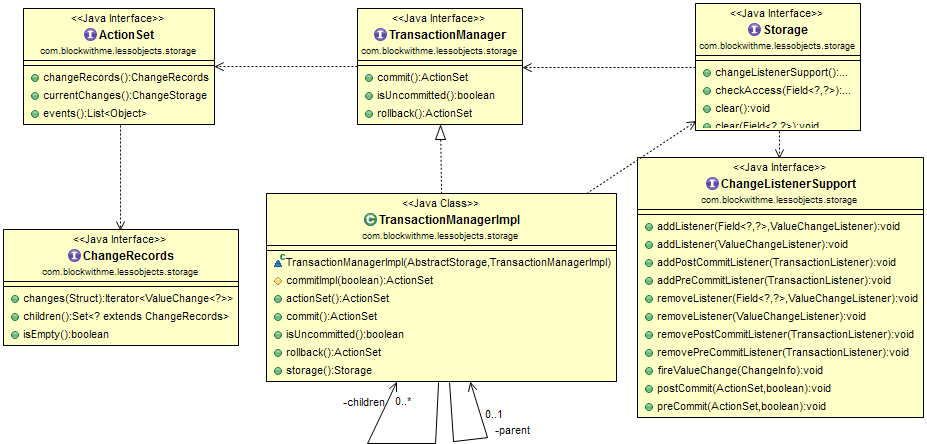 <<Java Interface>>
ActionSet
com.blockwithme.lessobjects.storage
changeRecords():ChangeRecords
currentChanges():ChangeStorage
events():List<Object>
<<Java Interface>>
TransactionManager
com.blockwithme.lessobjects.storage
commit():ActionSet
isUncommitted():boolean
rollback():ActionSet
<<Java Interface>>
Storage
com.blockwithme.lessobjects.storage
changeListenerSupport():...
checkAccess(Field<?,?>):...
clear():void
clear(Field<?,?>):void
<<Java Interface>>
ChangeRecords
com.blockwithme.lessobjects.storage
changes(Struct):Iterator<ValueChange<?>>
children():Set<? extends ChangeRecords>
isEmpty():boolean
<<Java Class>>
TransactionManagerImpl
com.blockwithme.lessobjects.storage
TransactionManagerImpl(AbstractStorage,TransactionManagerImpl)
commitImpl(boolean):ActionSet
actionSet():ActionSet
commit():ActionSet
isUncommitted():boolean
rollback():ActionSet
storage():Storage
-children
0..*
0..1
-parent
<<Java Interface>>
ChangeListenerSupport
com.blockwithme.lessobjects.storage
addListener(Field<?,?>,ValueChangeListener):void
addListener(ValueChangeListener):void
addPostCommitListener(TransactionListener):void
addPreCommitListener(TransactionListener):void
removeListener(Field<?,?>,ValueChangeListener):void
removeListener(ValueChangeListener):void
removePostCommitListener(TransactionListener):void
removePreCommitListener(TransactionListener):void
fireValueChange(ChangeInfo):void
postCommit(ActionSet,boolean):void
preCommit(ActionSet,boolean):void